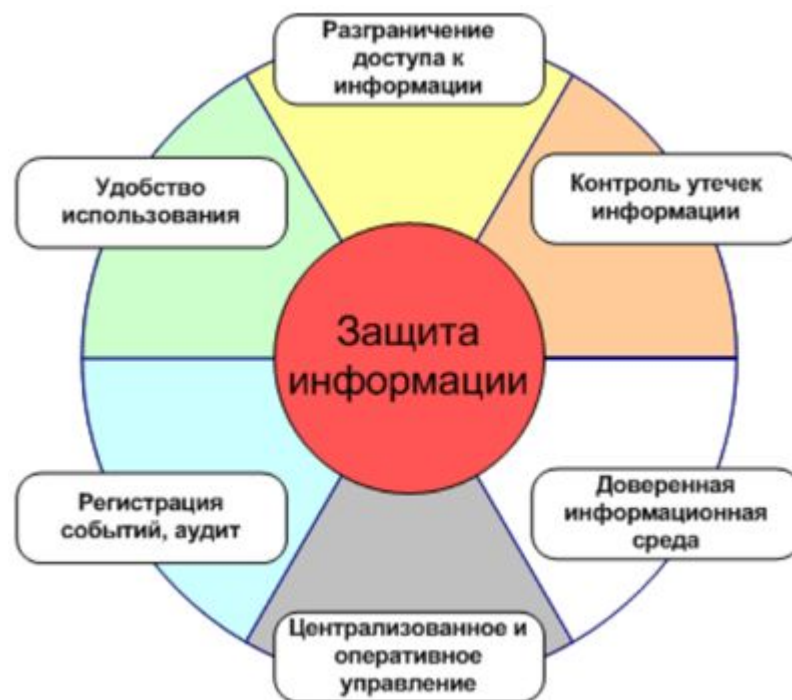 Разграничение
доступа к
информации
Удобство
использования
Контроль утечек
информации
Защита
информации
Регистрация
событий, аудит
Доверенная
информационная
среда
Централизованное и
оперативное
управление